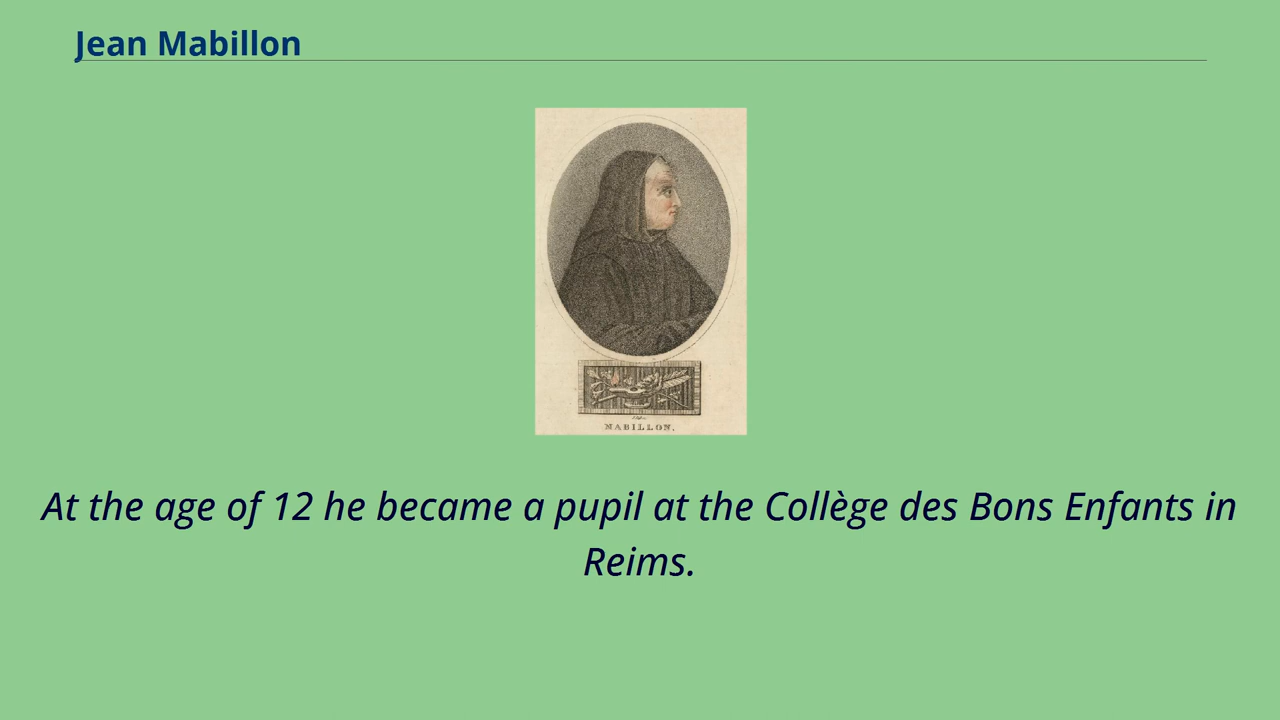 Jean Mabillon
MABILLON.
At the age of 12 he became a pupil at the Collège des Bons Enfants in
Reims.